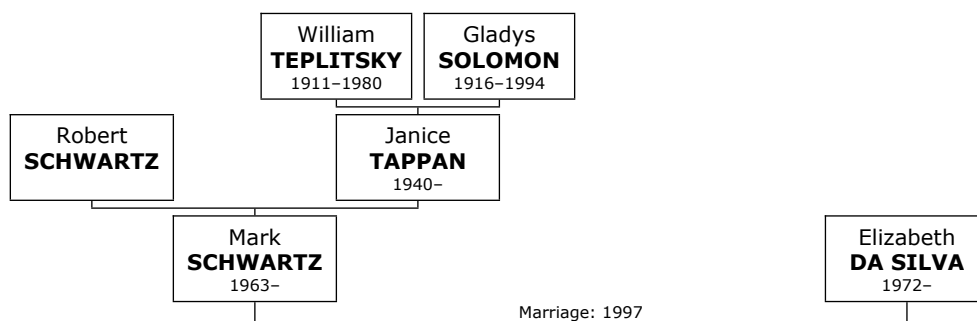 William
TEPLITSKY
1911–1980
Gladys
SOLOMON
1916–1994
Robert
SCHWARTZ
Janice
TAPPAN
1940–
Mark
SCHWARTZ
1963–
Elizabeth
DA SILVA
1972–
Marriage: 1997